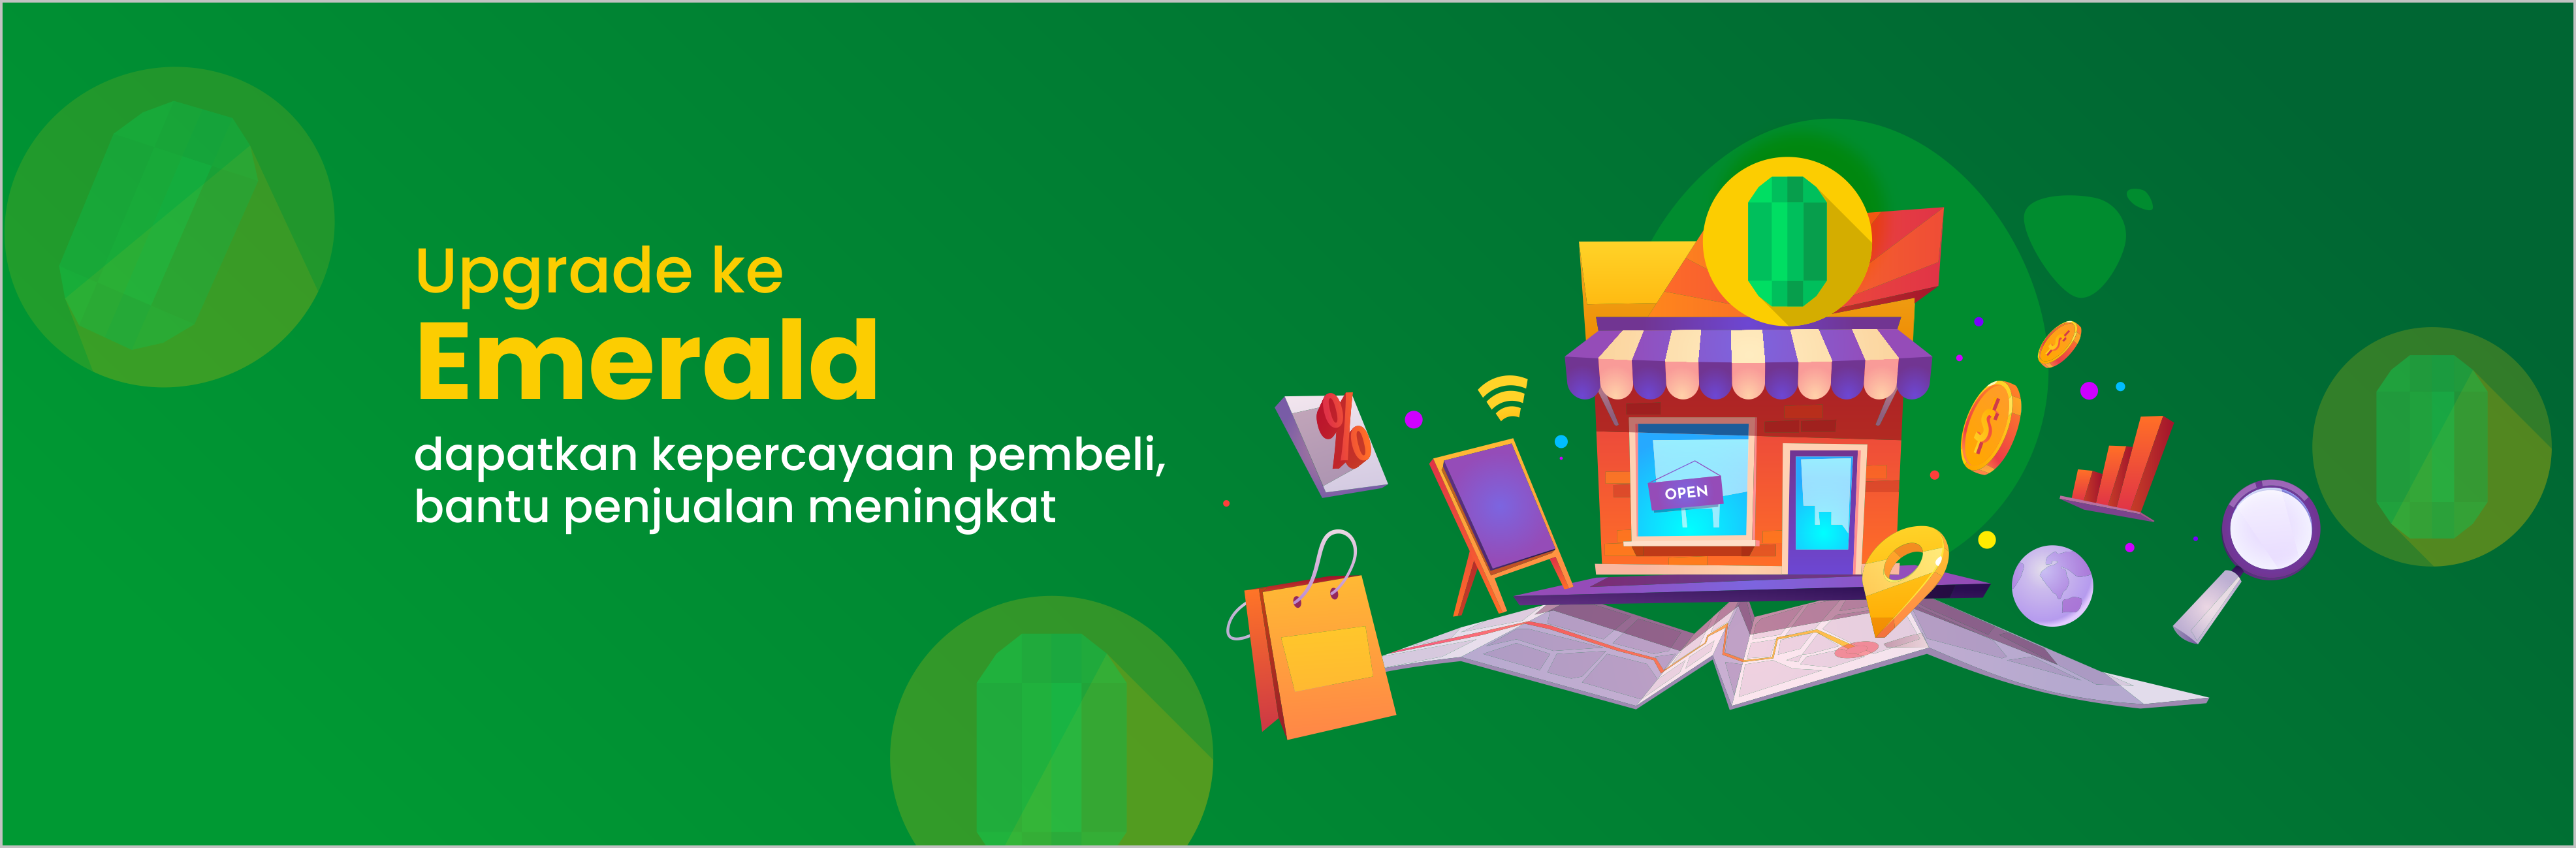 Upgrade ke
Emerald
dapatkan kepercayaan pembeli,
bantu penjualan meningkat
%
OPEN
$
$